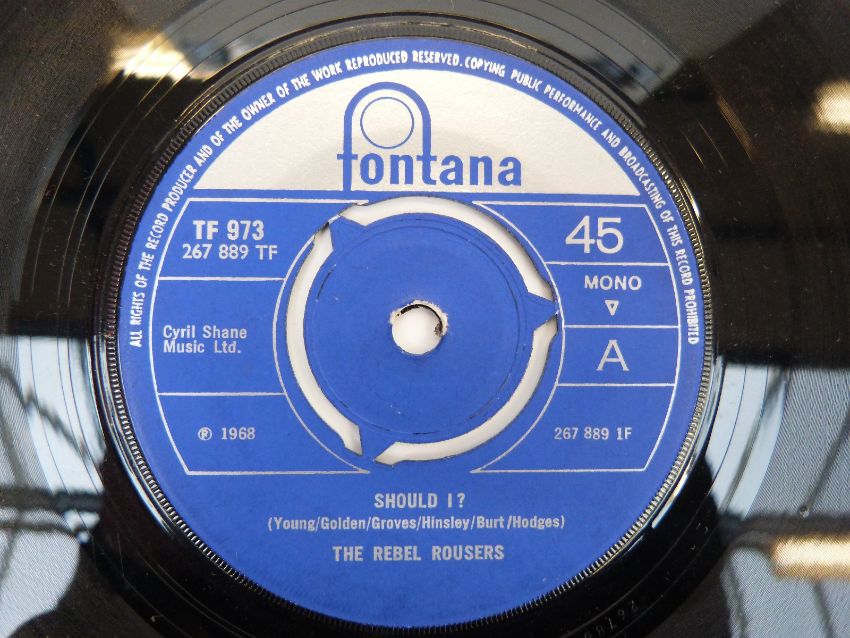 ALL RIGHTS OF THE RECORD PRODUCER AND OF THE OWNER OF THE WORK REPRODUCED RESERVED. COPYING PUBLIC PERFORMANCE AND BROADCASTING OF THIS RECORD PROHIBITED
fontana
TF 973
267 889 TF
45
MONO
Cyril Shane
Music Ltd.
A
℗ 1968
267 889 1F
SHOULD I?
(Young/Golden/Groves/Hinsley/Burt/Hodges)
THE REBEL ROUSERS